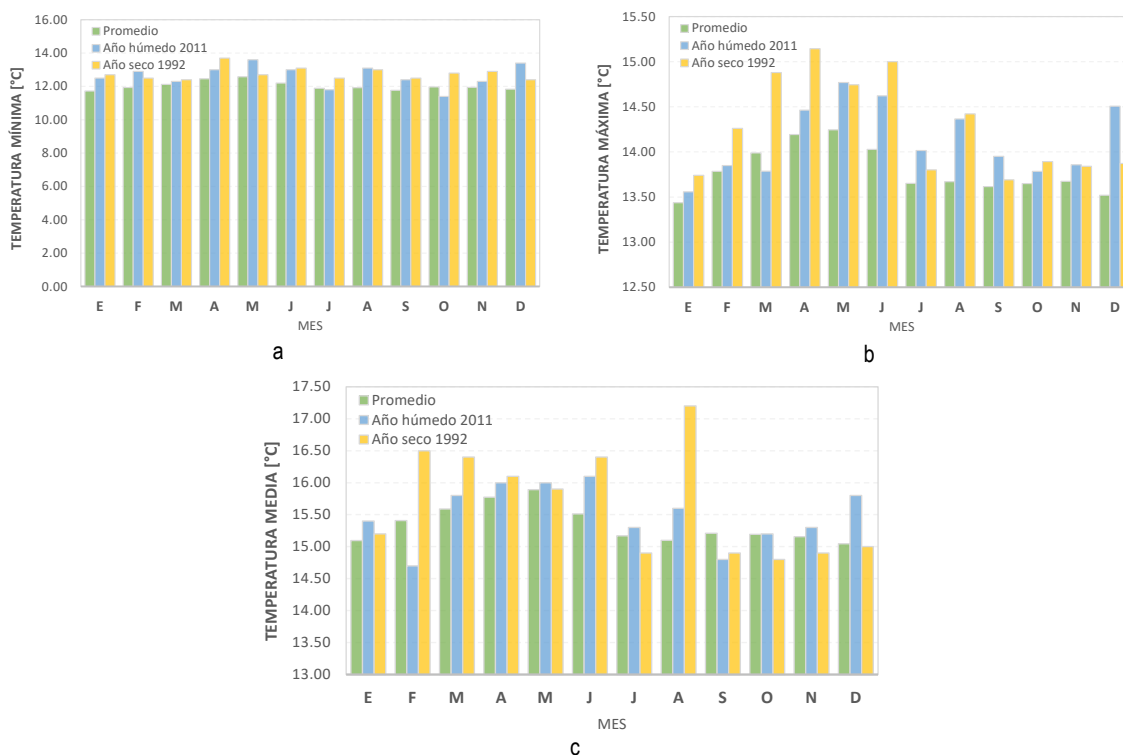 TEMPERATURA MÍNIMA [°C]
16.00
14.00
12.00
10.00
8.00
6.00
4.00
2.00
0.00
Promedio
Año húmedo 2011
Año seco 1992
E F M A M J J A S O N D
MES
a
TEMPERATURA MÁXIMA [°C]
15.50
15.00
14.50
14.00
13.50
13.00
12.50
Promedio
Año húmedo 2011
Año seco 1992
E F M A M J J A S O N D
MES
b
TEMPERATURA MEDIA [°C]
17.50
17.00
16.50
16.00
15.50
15.00
14.50
14.00
13.50
13.00
Promedio
Año húmedo 2011
Año seco 1992
E F M A M J J A S O N D
MES
c